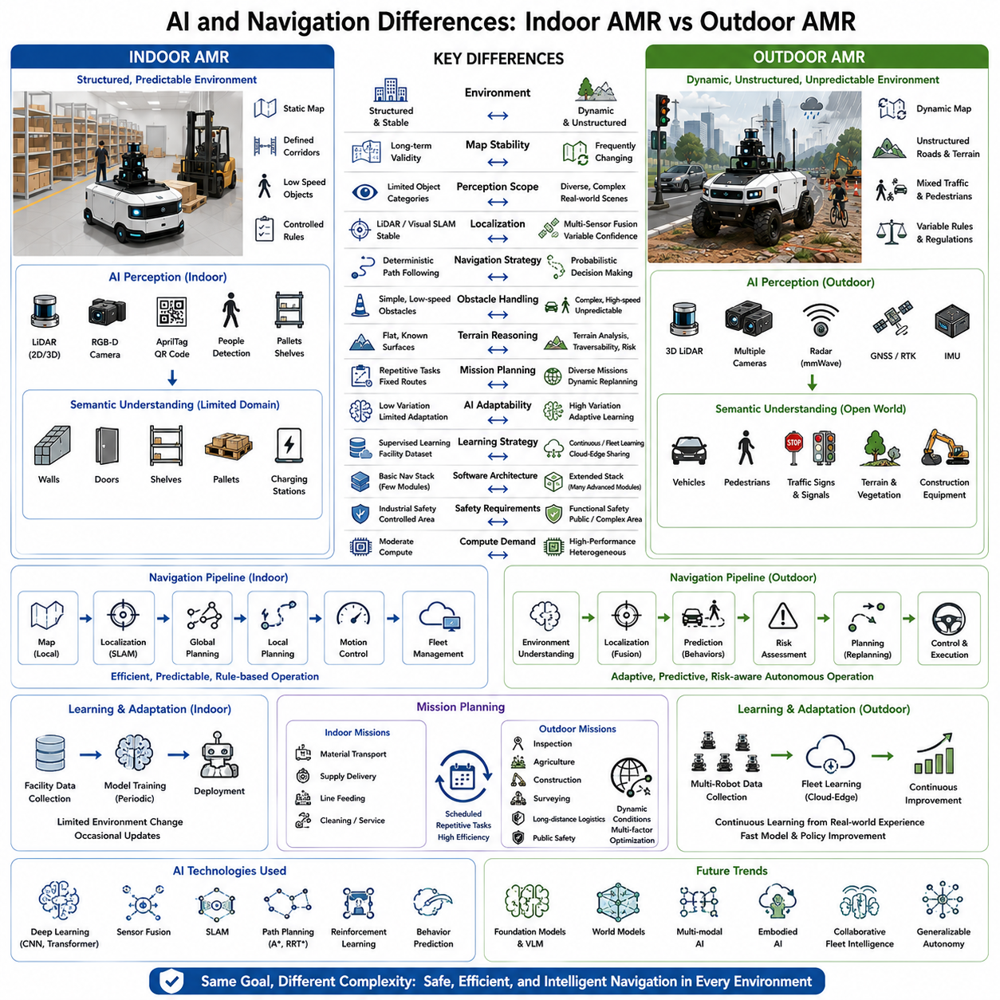 AI and Navigation Differences: Indoor AMR vs Outdoor AMR
INDOOR AMR
Structured, Predictable Environment
Static Map
Defined
Corridors
Low Speed
Objects
Controlled
Rules
AI Perception (Indoor)
LiDAR
(2D/3D)
RGB-D
Camera
AprilTag
QR Code
People
Detection
Pallets
Shelves
Semantic Understanding (Limited Domain)
Walls
Doors
Shelves
Pallets
Charging
Stations
KEY DIFFERENCES
Structured
& Stable
Environment
Dynamic
& Unstructured
Long-term
Validity
Map Stability
Frequently
Changing
Limited Object
Categories
Perception Scope
Diverse, Complex
Real-world Scenes
LiDAR / Visual SLAM
Stable
Localization
Multi-Sensor Fusion
Variable Confidence
Deterministic
Path Following
Navigation Strategy
Probabilistic
Decision Making
Simple, Low-speed
Obstacles
Obstacle Handling
Complex, High-speed
Unpredictable
Flat, Known
Surfaces
Terrain Reasoning
Terrain Analysis,
Traversability, Risk
Repetitive Tasks
Fixed Routes
Mission Planning
Diverse Missions
Dynamic Replanning
Low Variation
Limited Adaptation
AI Adaptability
High Variation
Adaptive Learning
Supervised Learning
Facility Dataset
Learning Strategy
Continuous / Fleet Learning
Cloud-Edge Sharing
Basic Nav Stack
(Few Modules)
Software Architecture
Extended Stack
(Many Advanced Modules)
Industrial Safety
Controlled Area
Safety Requirements
Functional Safety
Public / Complex Area
Moderate
Compute
Compute Demand
High-Performance
Heterogeneous
OUTDOOR AMR
Dynamic, Unstructured, Unpredictable Environment
Dynamic Map
Unstructured
Roads & Terrain
Mixed Traffic
& Pedestrians
Variable Rules
& Regulations
AI Perception (Outdoor)
3D LiDAR
Multiple
Cameras
Radar
(mmWave)
GNSS / RTK
IMU
Semantic Understanding (Open World)
STOP
Vehicles
Pedestrians
Traffic Signs
& Signals
Terrain &
Vegetation
Construction
Equipment
Navigation Pipeline (Indoor)
Map
(Local)
Localization
(SLAM)
Global
Planning
Local
Planning
Motion
Control
Fleet
Management
Efficient, Predictable, Rule-based Operation
Navigation Pipeline (Outdoor)
Environment
Understanding
Localization
(Fusion)
Prediction
(Behaviors)
Risk
Assessment
Planning
(Replanning)
Control &
Execution
Adaptive, Predictive, Risk-aware Autonomous Operation
Learning & Adaptation (Indoor)
Facility Data
Collection
Model Training
(Periodic)
Deployment
Limited Environment Change
Occasional Updates
Mission Planning
Indoor Missions
Material Transport
Supply Delivery
Line Feeding
Cleaning / Service
Scheduled
Repetitive Tasks
High Efficiency
Outdoor Missions
Inspection
Agriculture
Construction
Surveying
Long-distance Logistics
Public Safety
Dynamic
Conditions
Multi-factor
Optimization
Learning & Adaptation (Outdoor)
Multi-Robot Data
Collection
Fleet Learning
(Cloud-Edge)
Continuous
Improvement
Continuous Learning from Real-world Experience
Fast Model & Policy Improvement
AI Technologies Used
Deep Learning
(CNN, Transformer)
Sensor Fusion
SLAM
Path Planning
(A*, RRT*)
Reinforcement
Learning
Behavior
Prediction
Future Trends
Foundation Models
& VLM
World Models
Multi-modal
AI
Embodied
AI
Collaborative
Fleet Intelligence
Generalizable
Autonomy
Same Goal, Different Complexity: Safe, Efficient, and Intelligent Navigation in Every Environment